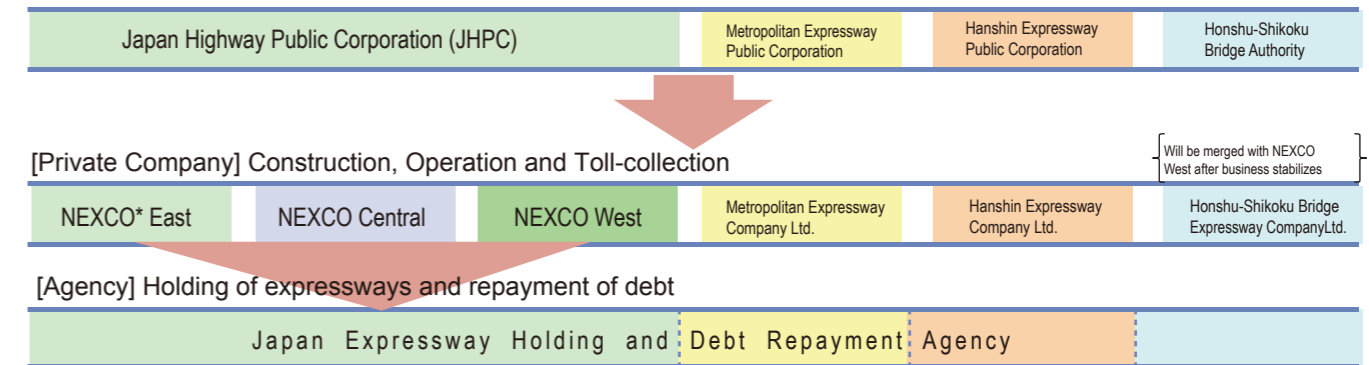 Japan Highway Public Corporation (JHPC)
Metropolitan Expressway
Public Corporation
Hanshin Expressway
Public Corporation
Honshu-Shikoku
Bridge Authority
[Private Company] Construction, Operation and Toll-collection
Will be merged with NEXCO
West after business stabilizes
NEXCO* East
NEXCO Central
NEXCO West
Metropolitan Expressway
Company Ltd.
Hanshin Expressway
Company Ltd.
Honshu-Shikoku Bridge
Expressway CompanyLtd.
[Agency] Holding of expressways and repayment of debt
Japan Expressway Holding and Debt Repayment Agency